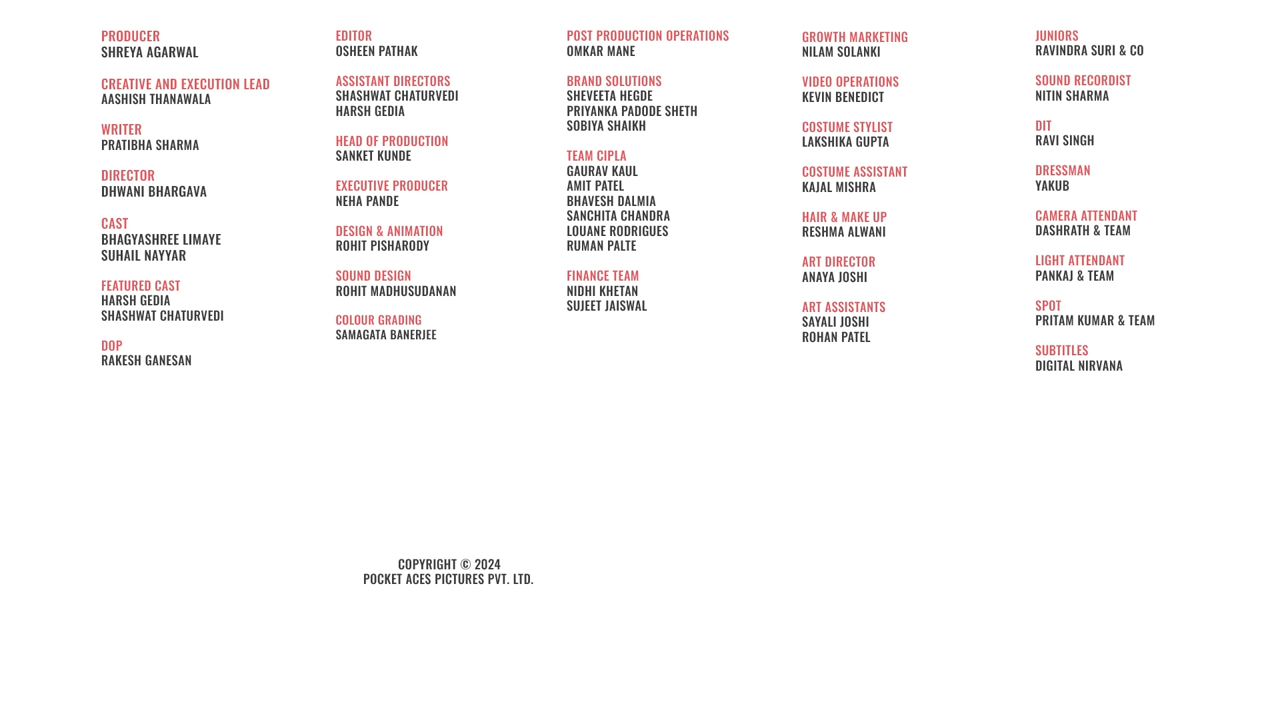 PRODUCER
SHREYA AGARWAL
CREATIVE AND EXECUTION LEAD
AASHISH THANAWALA
WRITER
PRATIBHA SHARMA
DIRECTOR
DHWANI BHARGAVA
CAST
BHAGYASHREE LIMAYE
SUHAIL NAYYAR
FEATURED CAST
HARSH GEDIA
SHASHWAT CHATURVEDI
DOP
RAKESH GANESAN
EDITOR
OSHEEN PATHAK
ASSISTANT DIRECTORS
SHASHWAT CHATURVEDI
HARSH GEDIA
HEAD OF PRODUCTION
SANKET KUNDE
EXECUTIVE PRODUCER
NEHA PANDE
DESIGN & ANIMATION
ROHIT PISHARODY
SOUND DESIGN
ROHIT MADHUSUDANAN
COLOUR GRADING
SAMAGATA BANERJEE
POST PRODUCTION OPERATIONS
OMKAR MANE
BRAND SOLUTIONS
SHEVEETA HEGDE
PRIYANKA PADODE SHETH
SOBIYA SHAIKH
TEAM CIPLA
GAURAV KAUL
AMIT PATEL
BHAVESH DALMIA
SANCHITA CHANDRA
LOUANE RODRIGUES
RUMAN PALTE
FINANCE TEAM
NIDHI KHETAN
SUJEET JAISWAL
GROWTH MARKETING
NILAM SOLANKI
VIDEO OPERATIONS
KEVIN BENEDICT
COSTUME STYLIST
LAKSHIKA GUPTA
COSTUME ASSISTANT
KAJAL MISHRA
HAIR & MAKE UP
RESHMA ALWANI
ART DIRECTOR
ANAYA JOSHI
ART ASSISTANTS
SAYALI JOSHI
ROHAN PATEL
JUNIORS
RAVINDRA SURI & CO
SOUND RECORDIST
NITIN SHARMA
DIT
RAVI SINGH
DRESSMAN
YAKUB
CAMERA ATTENDANT
DASHRATH & TEAM
LIGHT ATTENDANT
PANKAJ & TEAM
SPOT
PRITAM KUMAR & TEAM
SUBTITLES
DIGITAL NIRVANA
COPYRIGHT © 2024
POCKET ACES PICTURES PVT. LTD.